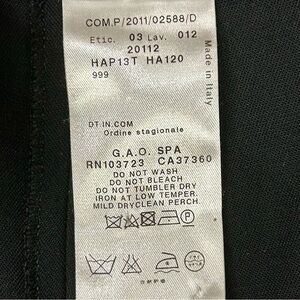 COM.P/2011/02588/D
Etic. 03 Lav. 012
20112
HAP13T HA120
999
Made in Italy
DT IN.COM
Ordine stagionale
G.A.O. SPA
RN103723 CA37360
DO NOT WASH
DO NOT BLEACH
DO NOT TUMBLE DRY
IRON AT LOW TEMPER.
MILD DRYCLEAN PERCH.